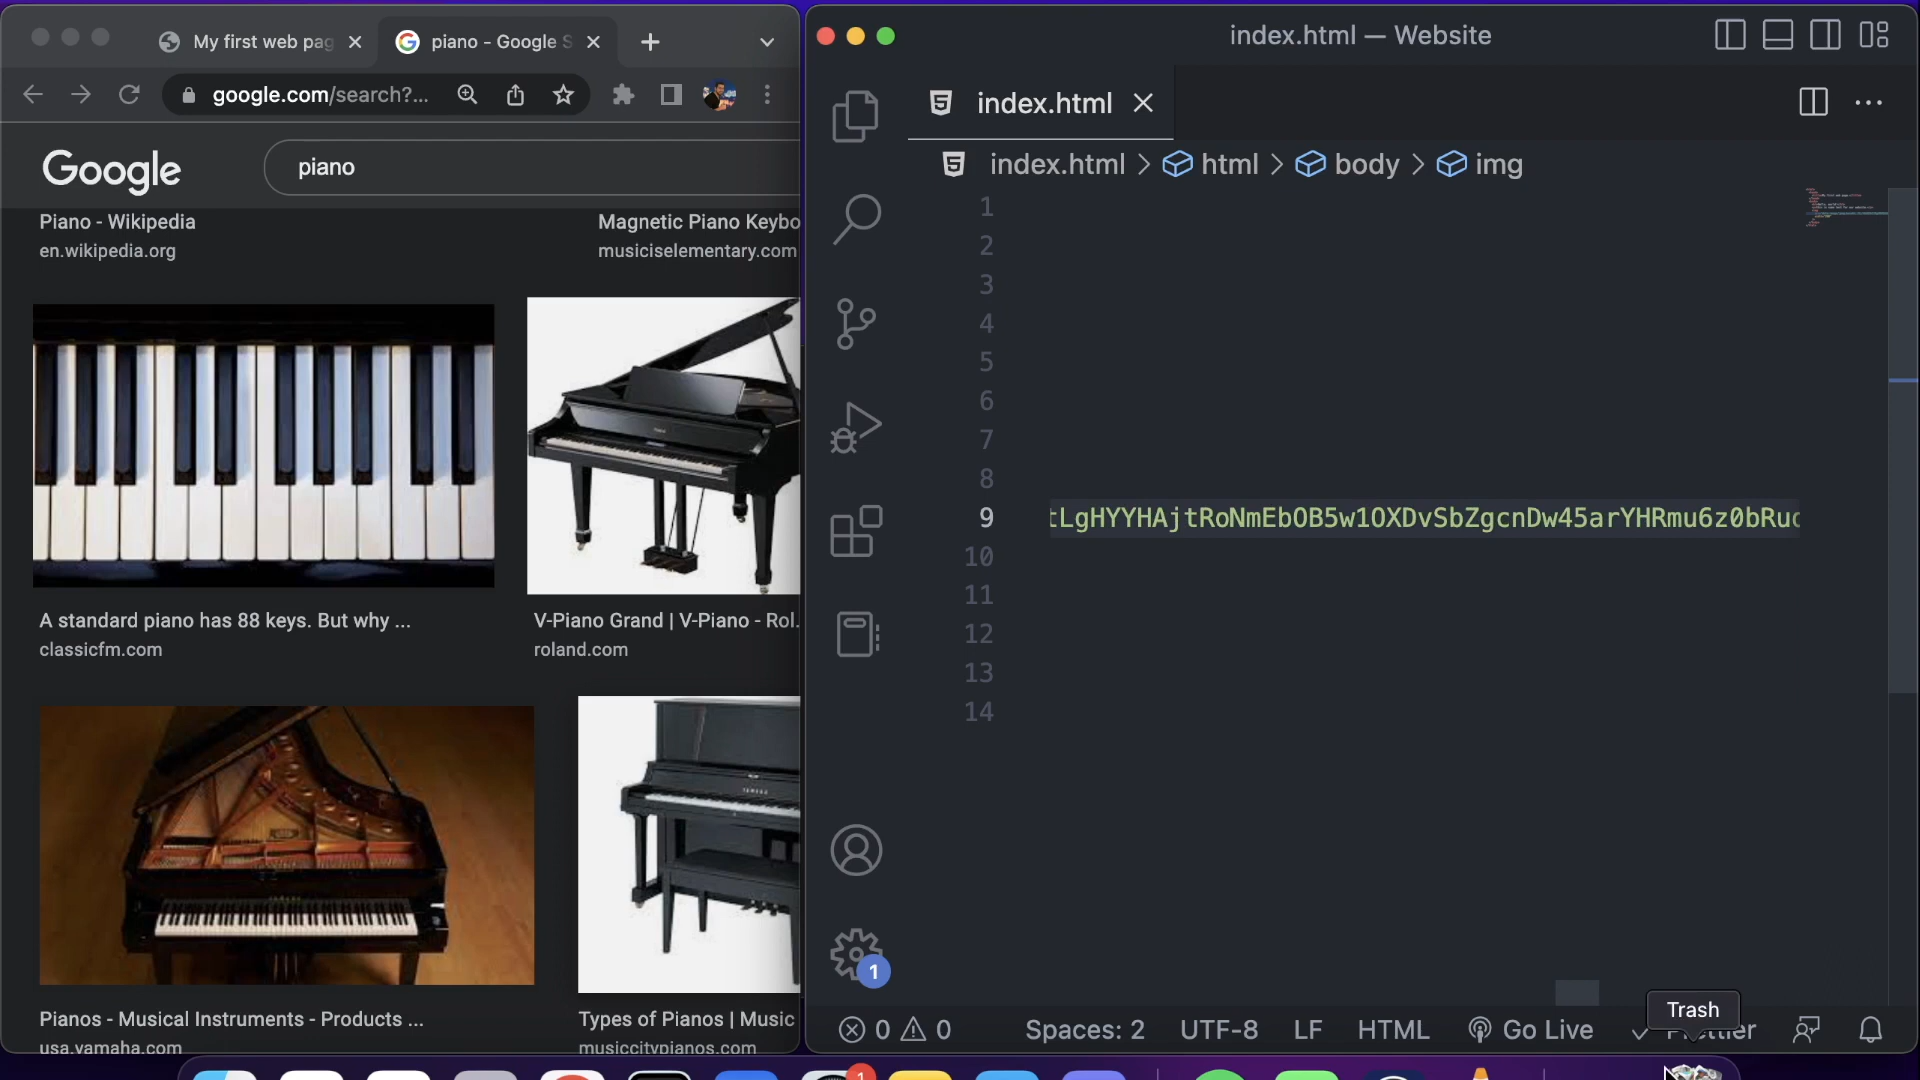 My first web pag
piano - Google S
google.com/search?...
Google
piano
Piano - Wikipedia
en.wikipedia.org
Magnetic Piano Keybo
musiciselementary.com
A standard piano has 88 keys. But why ...
classicfm.com
V-Piano Grand | V-Piano - Rol.
roland.com
YAMAHA
Pianos - Musical Instruments - Products ...
usa.yamaha.com
Types of Pianos | Music
musiccitypianos.com
index.html — Website
index.html
index.html > html > body > img
1
2
3
4
5
6
7
8
9 tLgHYYHAjtRoNmEbOB5w1OXDvSbZgcnDw45arYHRmu6z0bRuc
10
11
12
13
14
1
0 0
Spaces: 2
UTF-8
LF
HTML
Go Live
Prettier
Trash
1